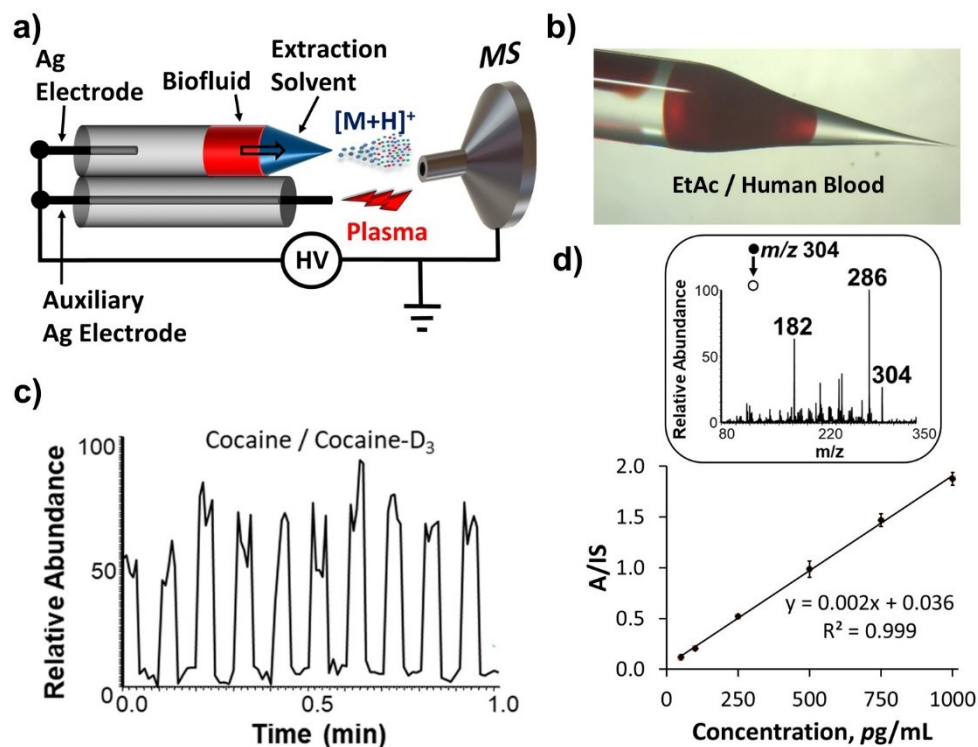 a)
Ag
Electrode
Biofluid
Extraction
Solvent
[M+H]⁺
MS
Plasma
HV
Auxiliary
Ag Electrode
b)
EtAc / Human Blood
c)
Cocaine / Cocaine-D₃
Relative Abundance
100
50
0
0.0
0.5
1.0
Time (min)
d)
m/z 304
Relative Abundance
100
50
0
286
182
304
80
220
350
m/z
A/IS
2.0
1.5
1.0
0.5
0.0
y = 0.002x + 0.036
R² = 0.999
0
250
500
750
1000
Concentration, pg/mL